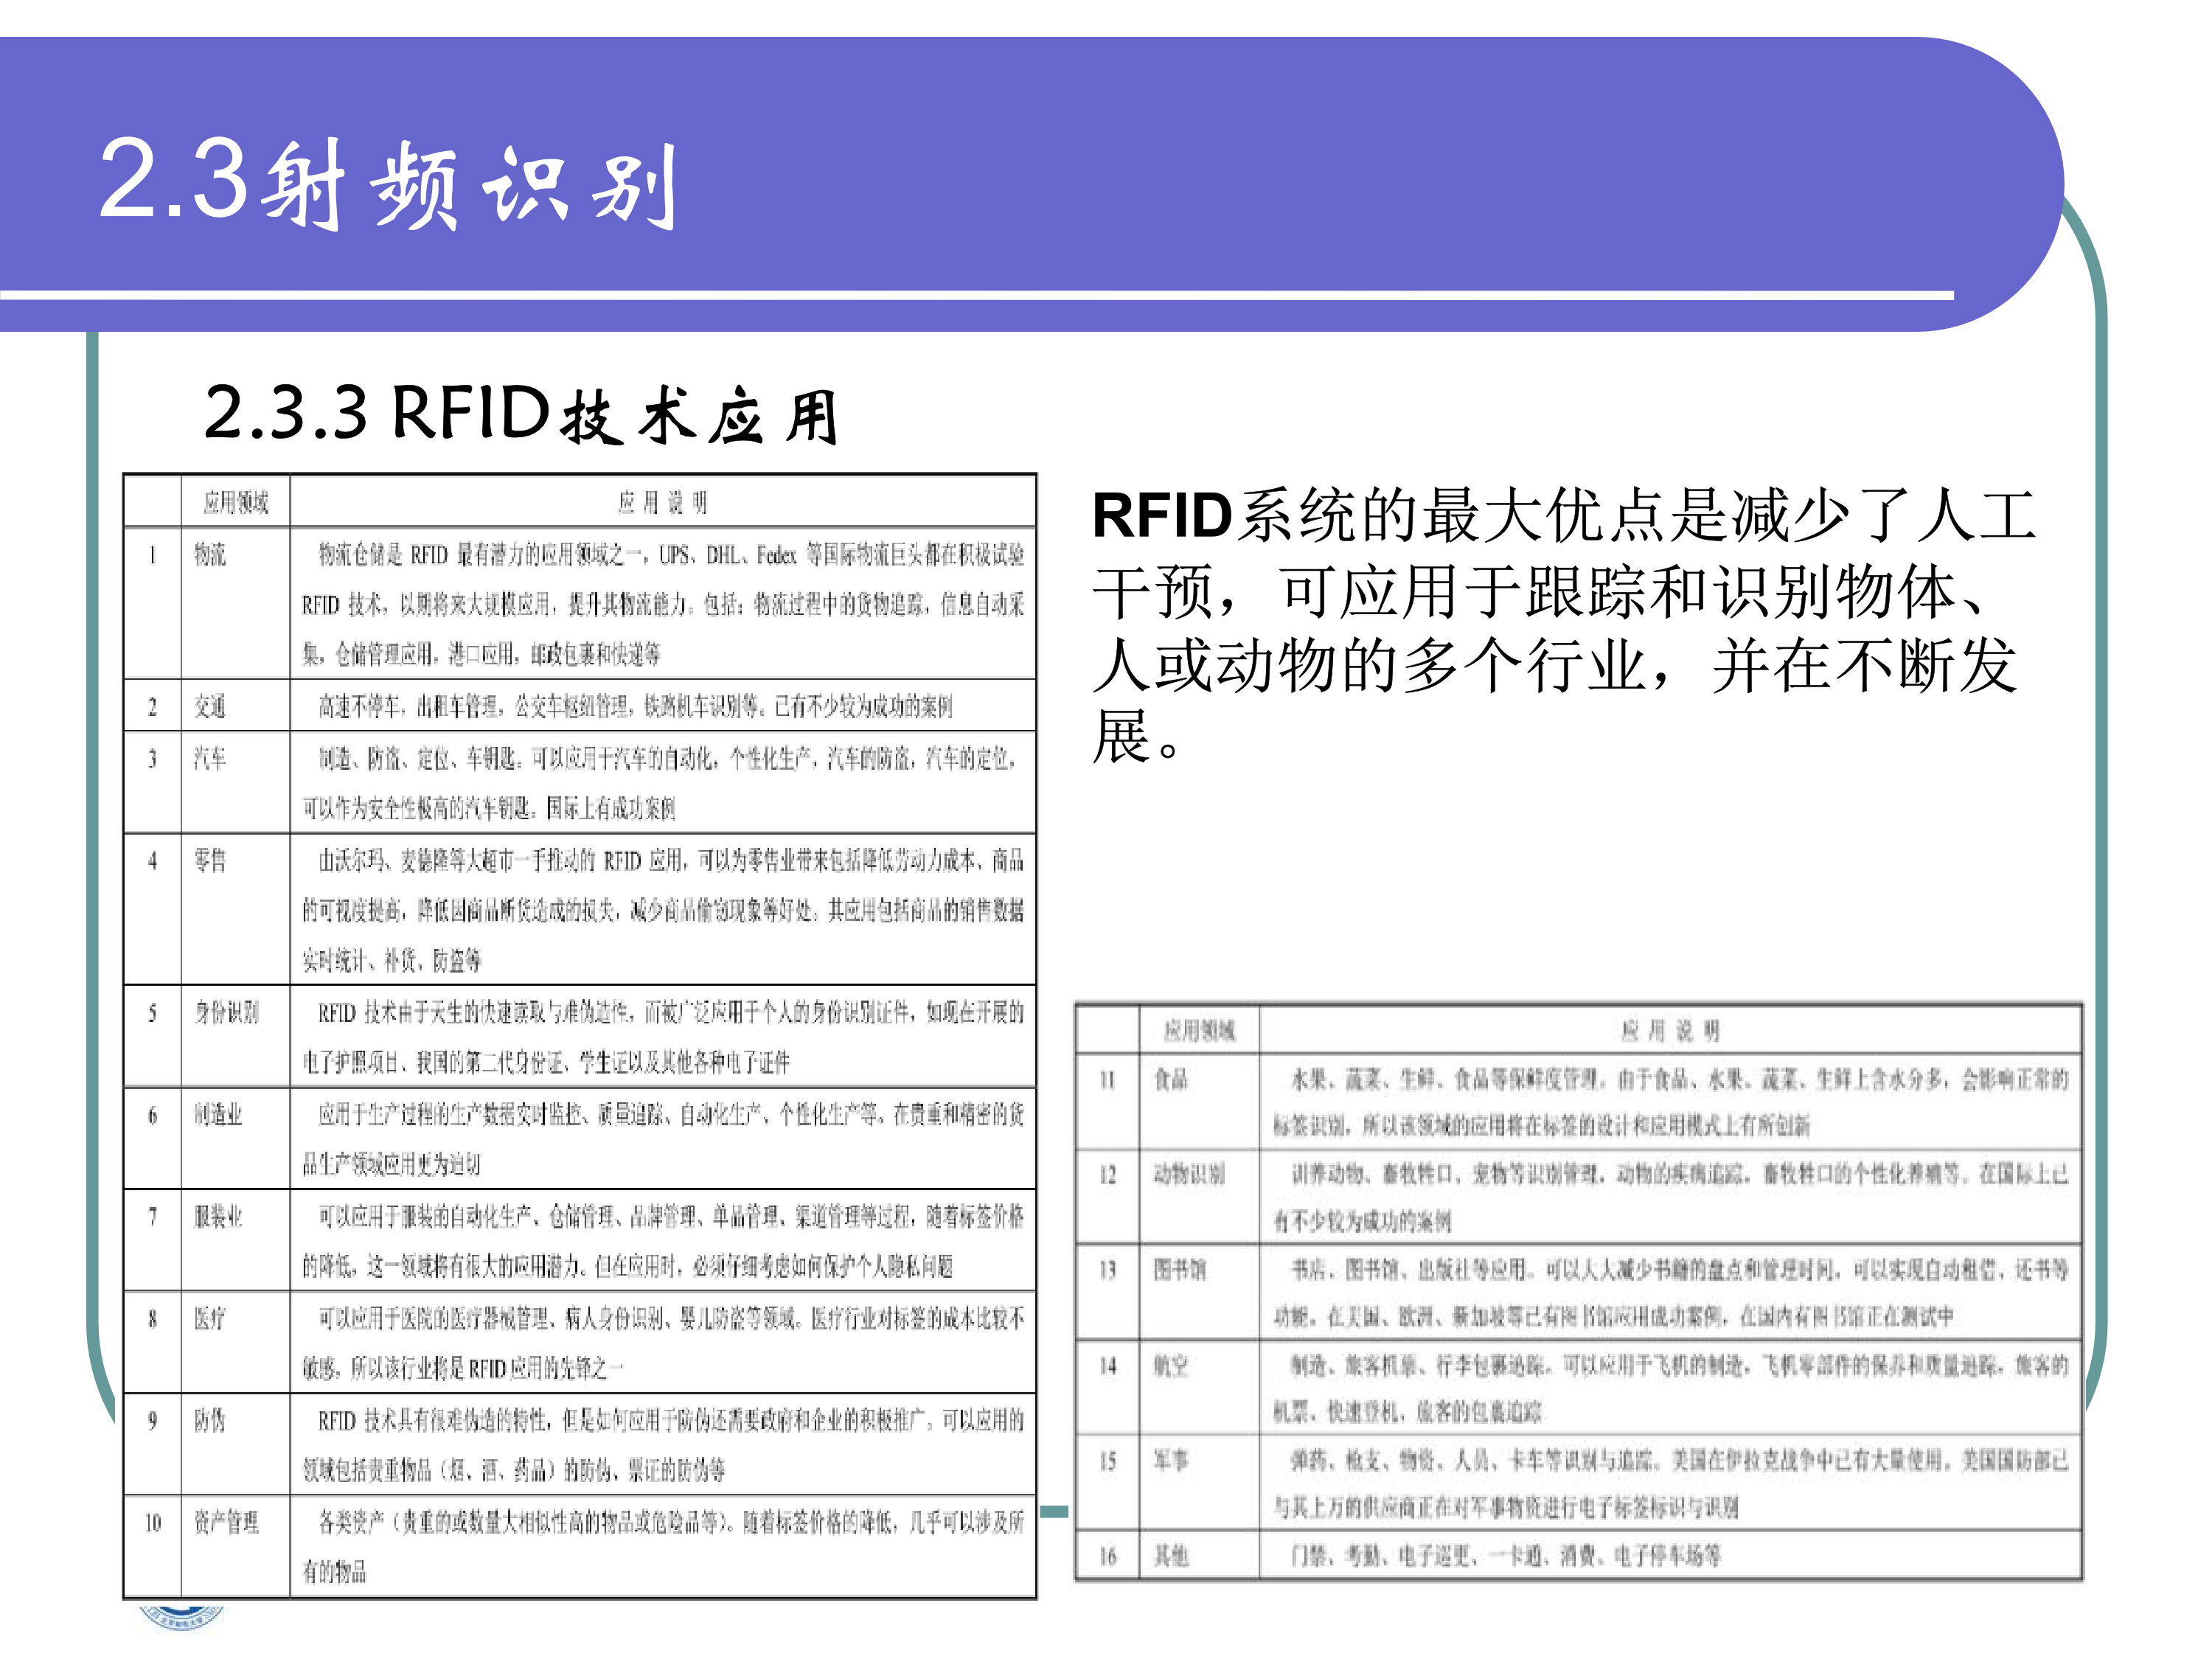 2.3射频识别
2.3.3 RFID技术应用
应用领域 应 用 说 明
1 物流 物流仓储是 RFID 最有潜力的应用领域之一，UPS、DHL、Fedex 等国际物流巨头都在积极试验
RFID 技术，以期将来大规模应用，提升其物流能力。包括：物流过程中的货物追踪，信息自动采
集，仓储管理应用，港口应用，邮政包裹和快递等
2 交通 高速不停车，出租车管理，公交车枢纽管理，铁路机车识别等。已有不少较为成功的案例
3 汽车 制造、防盗、定位、车钥匙。可以应用于汽车的自动化，个性化生产，汽车的防盗，汽车的定位，
可以作为安全性极高的汽车钥匙。国际上有成功案例
4 零售 由沃尔玛、麦德隆等大超市一手推动的 RFID 应用，可以为零售业带来包括降低劳动力成本、商品
的可视度提高，降低因商品断货造成的损失，减少商品偷窃现象等好处。其应用包括商品的销售数据
实时统计、补货、防盗等
5 身份识别 RFID 技术由于天生的快速读取与难伪造性，而被广泛应用于个人的身份识别证件，如现在开展的
电子护照项目、我国的第二代身份证、学生证以及其他各种电子证件
6 制造业 应用于生产过程的生产数据实时监控、质量追踪、自动化生产、个性化生产等。在贵重和精密的货
品生产领域应用更为迫切
7 服装业 可以应用于服装的自动化生产、仓储管理、品牌管理、单品管理、渠道管理等过程，随着标签价格
的降低，这一领域将有很大的应用潜力。但在应用时，必须仔细考虑如何保护个人隐私问题
8 医疗 可以应用于医院的医疗器械管理、病人身份识别、婴儿防盗等领域。医疗行业对标签的成本比较不
敏感，所以该行业将是 RFID 应用的先锋之一
9 防伪 RFID 技术具有很难伪造的特性，但是如何应用于防伪还需要政府和企业的积极推广。可以应用的
领域包括贵重物品（烟、酒、药品）的防伪、票证的防伪等
10 资产管理 各类资产（贵重的或数量大相似性高的物品或危险品等）。随着标签价格的降低，几乎可以涉及所
有的物品
RFID系统的最大优点是减少了人工
干预，可应用于跟踪和识别物体、
人或动物的多个行业，并在不断发
展。
应用领域 应 用 说 明
11 食品 水果、蔬菜、生鲜、食品等保鲜度管理。由于食品、水果、蔬菜、生鲜上含水分多，会影响正常的
标签识别，所以该领域的应用将在标签的设计和应用模式上有所创新
12 动物识别 训养动物、畜牧牲口、宠物等识别管理，动物的疾病追踪，畜牧牲口的个性化养殖等。在国际上已
有不少较为成功的案例
13 图书馆 书店、图书馆、出版社等应用。可以大大减少书籍的盘点和管理时间，可以实现自动租借、还书等
功能。在美国、欧洲、新加坡等已有图书馆应用成功案例，在国内有图书馆正在测试中
14 航空 制造、旅客机票、行李包裹追踪。可以应用于飞机的制造，飞机零部件的保养和质量追踪，旅客的
机票、快速登机、旅客的包裹追踪
15 军事 弹药、枪支、物资、人员、卡车等识别与追踪。美国在伊拉克战争中已有大量使用。美国国防部已
与其上万的供应商正在对军事物资进行电子标签标识与识别
16 其他 门禁、考勤、电子巡更、一卡通、消费、电子停车场等